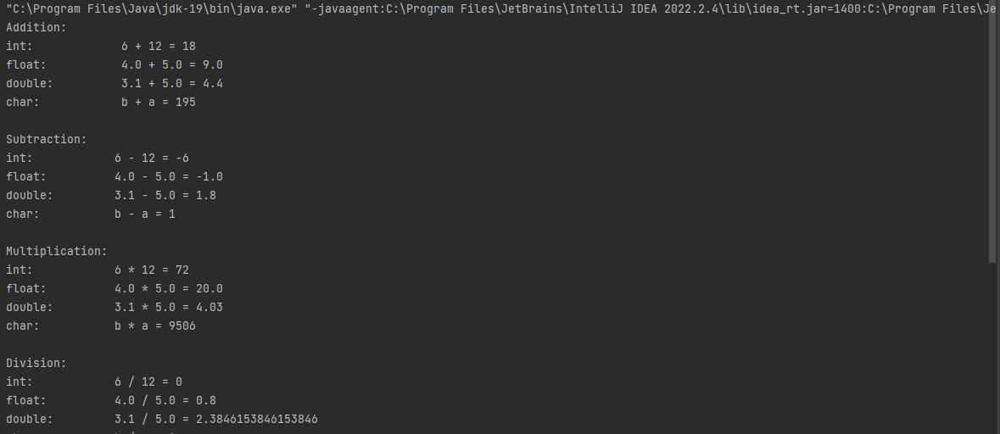 "C:\Program Files\Java\jdk-19\bin\java.exe" "-javaagent:C:\Program Files\JetBrains\IntelliJ IDEA 2022.2.4\lib\idea_rt.jar=1400:C:\Program Files\Je
Addition:
int: 6 + 12 = 18
float: 4.0 + 5.0 = 9.0
double: 3.1 + 5.0 = 4.4
char: b + a = 195
Subtraction:
int: 6 - 12 = -6
float: 4.0 - 5.0 = -1.0
double: 3.1 - 5.0 = 1.8
char: b - a = 1
Multiplication:
int: 6 * 12 = 72
float: 4.0 * 5.0 = 20.0
double: 3.1 * 5.0 = 4.03
char: b * a = 9506
Division:
int: 6 / 12 = 0
float: 4.0 / 5.0 = 0.8
double: 3.1 / 5.0 = 2.3846153846153846